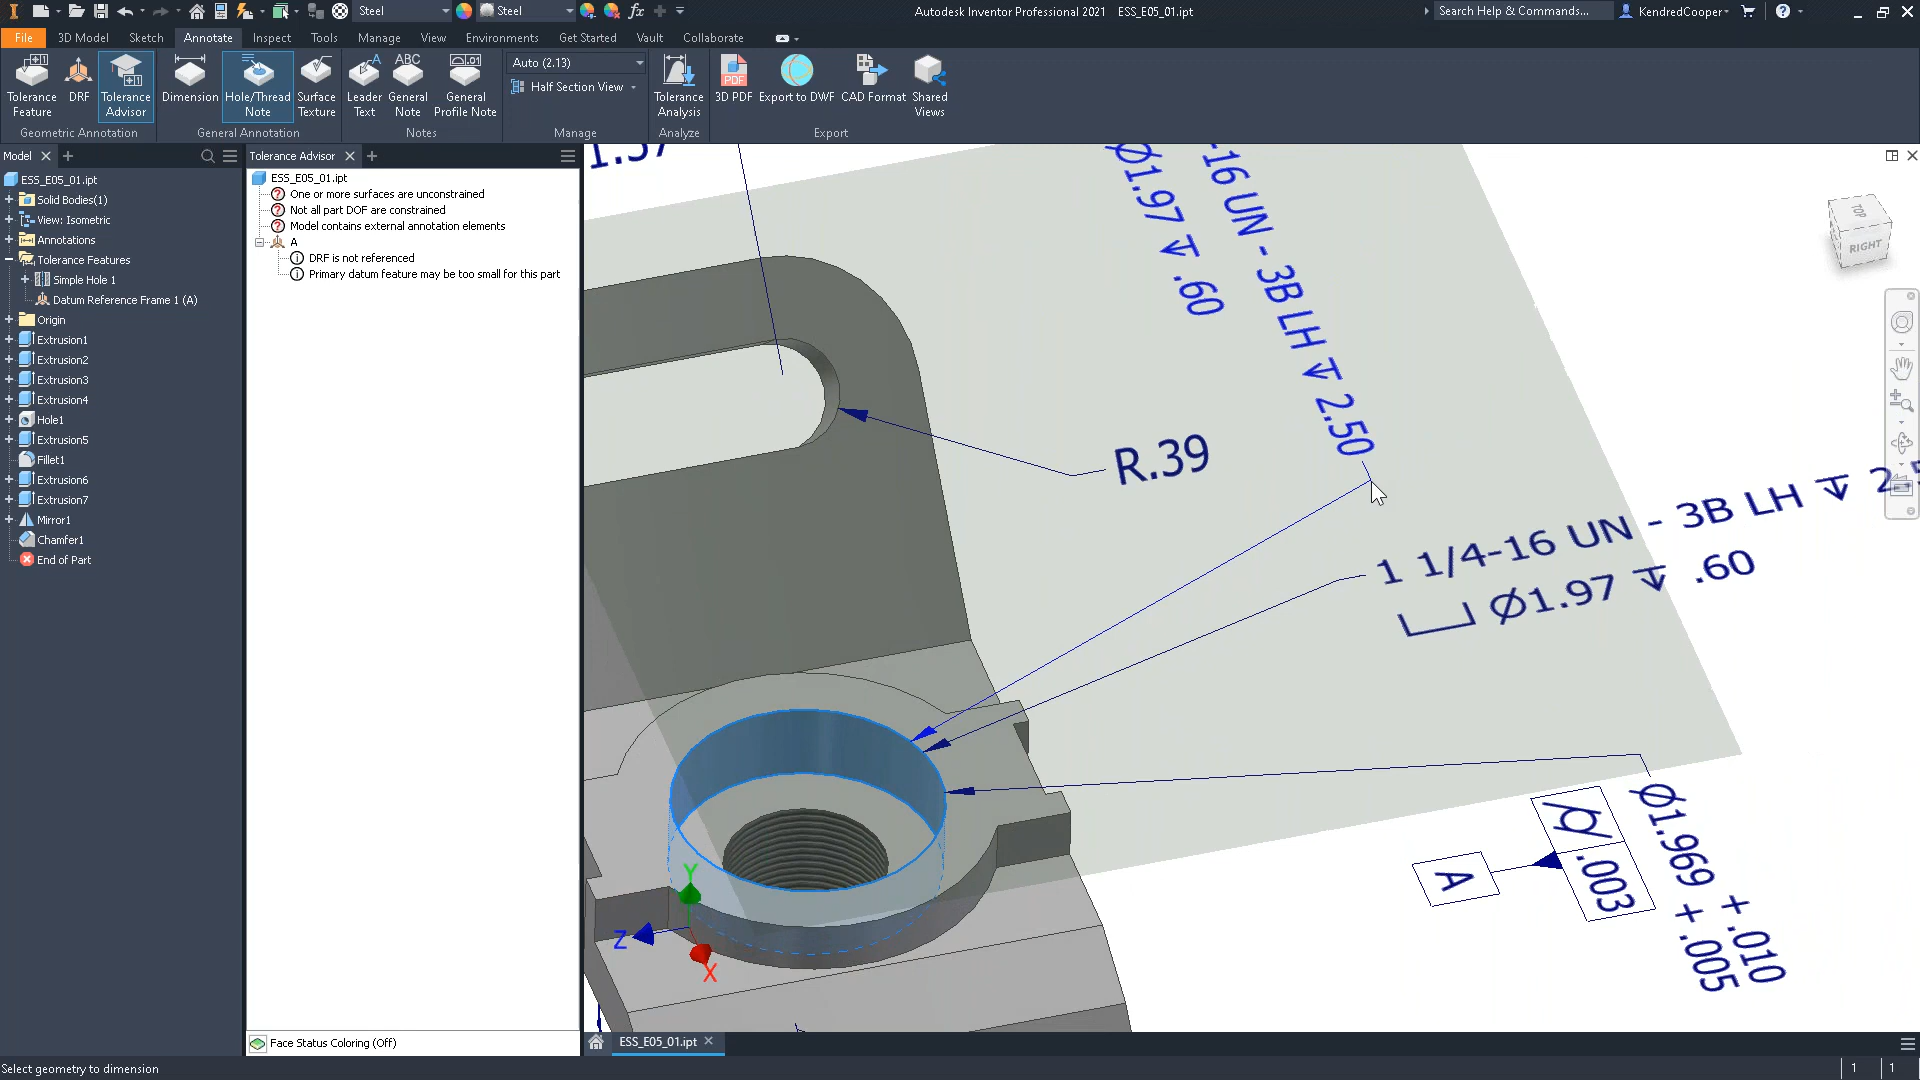 Steel
Steel
fx
Autodesk Inventor Professional 2021 ESS_E05_01.ipt
Search Help & Commands...
KendredCooper
File 3D Model Sketch Annotate Inspect Tools Manage View Environments Get Started Vault Collaborate
Tolerance
Feature
DRF
Tolerance
Advisor
Dimension
Hole/Thread
Note
Surface
Texture
Leader
Text
ABC
General
Note
General
Profile Note
Auto (2.13)
Half Section View
Tolerance
Analysis
PDF
3D PDF
Export to DWF
CAD Format
Shared
Views
Geometric Annotation
General Annotation
Notes
Manage
Analyze
Export
Model
ESS_E05_01.ipt
Solid Bodies(1)
View: Isometric
Annotations
Tolerance Features
Simple Hole 1
Datum Reference Frame 1 (A)
Origin
Extrusion1
Extrusion2
Extrusion3
Extrusion4
Hole1
Extrusion5
Fillet1
Extrusion6
Extrusion7
Mirror1
Chamfer1
End of Part
Tolerance Advisor
ESS_E05_01.ipt
One or more surfaces are unconstrained
Not all part DOF are constrained
Model contains external annotation elements
A
DRF is not referenced
Primary datum feature may be too small for this part
Face Status Coloring (Off)
-16 UN - 3B LH ↧ 2.50
Ø1.97 ↧ .60
R.39
1 1/4-16 UN - 3B LH ↧
⌴ Ø1.97 ↧ .60
Ø1.969 + .010
+ .005
⌭ .003
A
TOP
RIGHT
Y
Z
X
ESS_E05_01.ipt
Select geometry to dimension
1 1